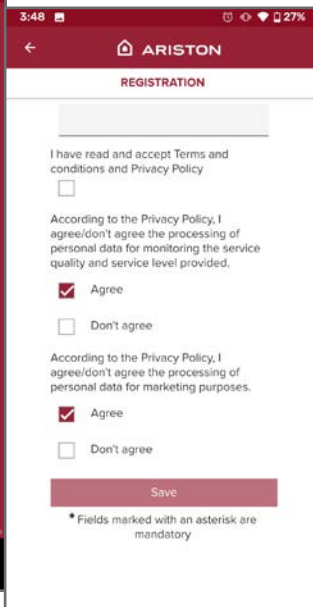 3:48 27%
ARISTON
REGISTRATION
I have read and accept Terms and
conditions and Privacy Policy
According to the Privacy Policy, I
agree/don't agree the processing of
personal data for monitoring the service
quality and service level provided.
Agree
Don't agree
According to the Privacy Policy, I
agree/don't agree the processing of
personal data for marketing purposes.
Agree
Don't agree
Save
* Fields marked with an asterisk are
mandatory